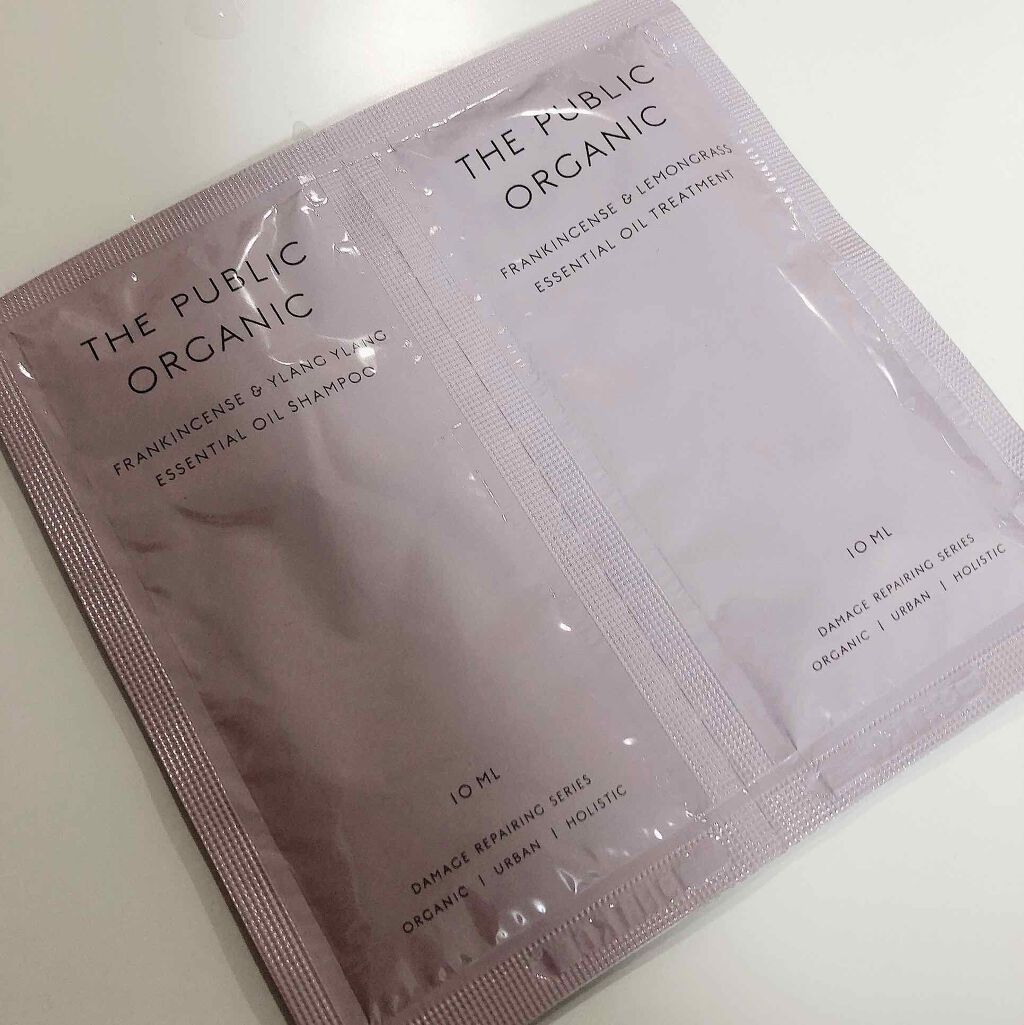 THE PUBLIC
ORGANIC
FRANKINCENSE & YLANG YLANG
ESSENTIAL OIL SHAMPOO
10 ML
DAMAGE REPAIRING SERIES
ORGANIC | URBAN | HOLISTIC
THE PUBLIC
ORGANIC
FRANKINCENSE & LEMONGRASS
ESSENTIAL OIL TREATMENT
10 ML
DAMAGE REPAIRING SERIES
ORGANIC | URBAN | HOLISTIC